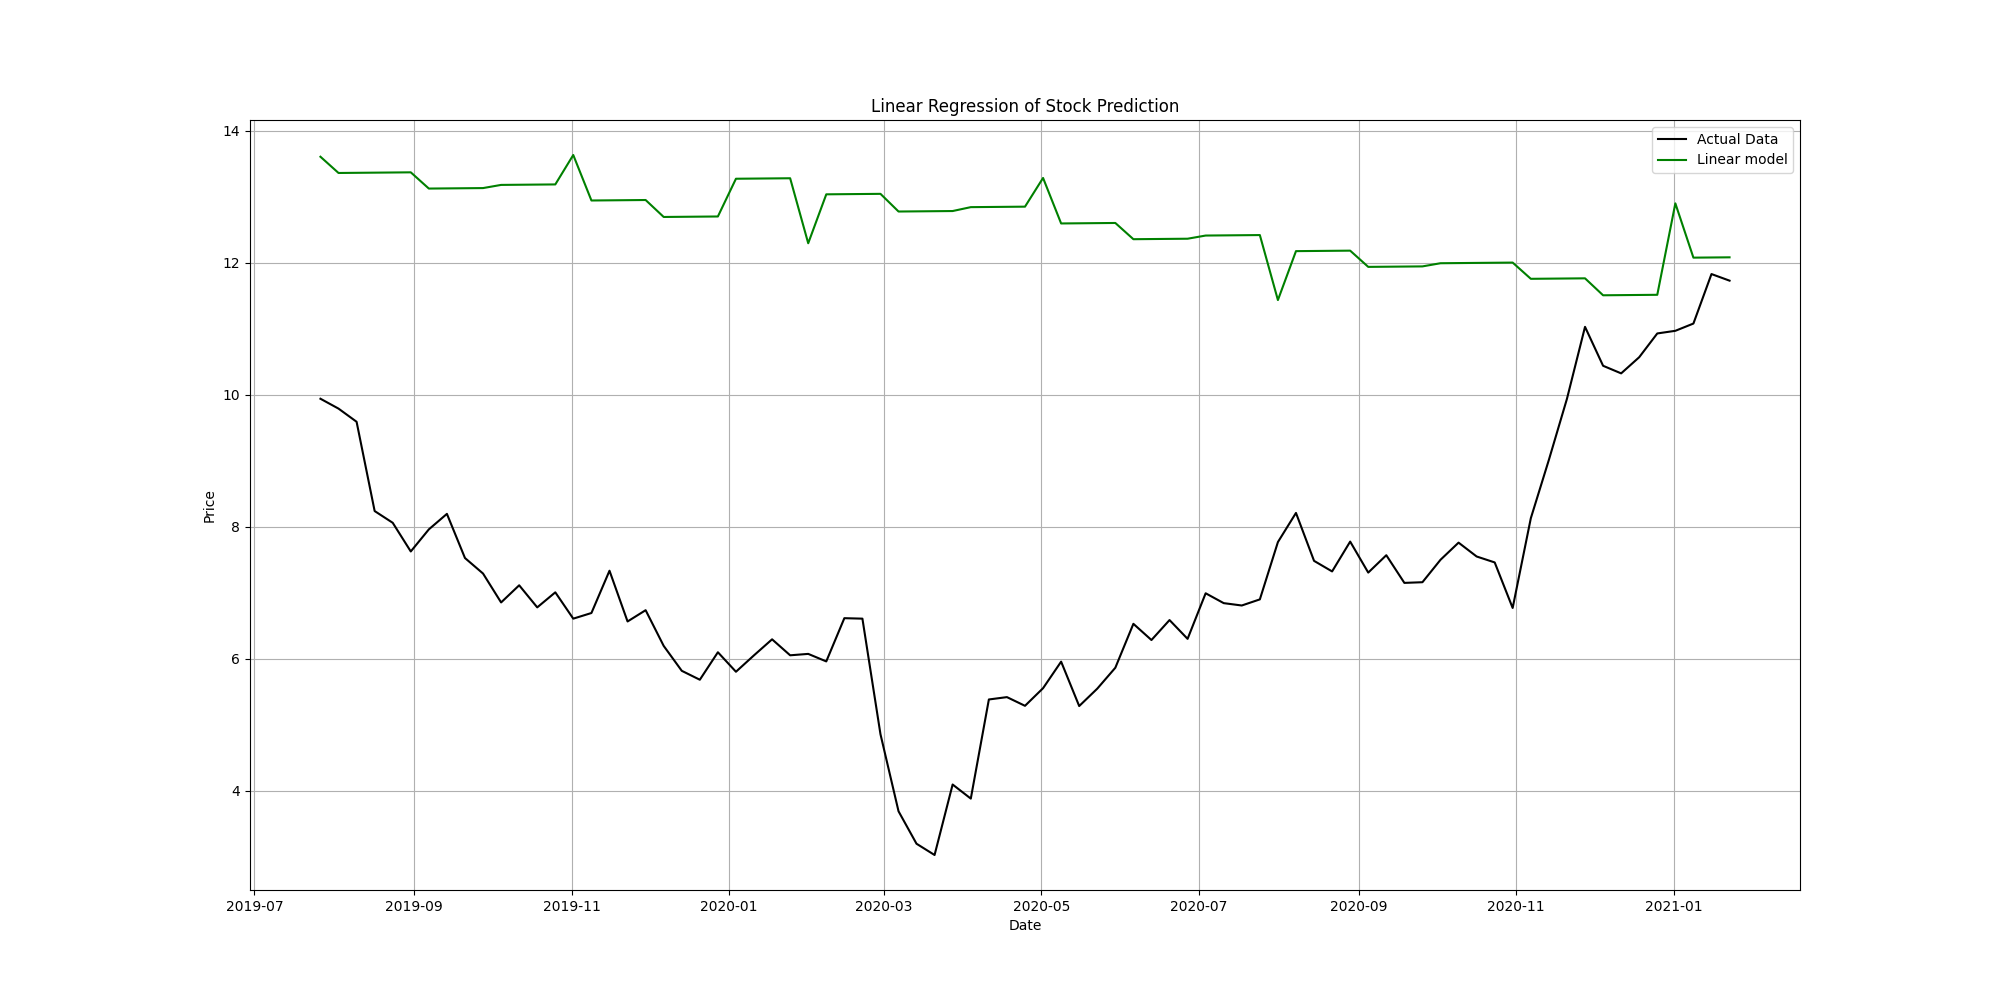 Linear Regression of Stock Prediction
Actual Data
Linear model
14
12
10
8
6
4
Price
2019-07 2019-09 2019-11 2020-01 2020-03 2020-05 2020-07 2020-09 2020-11 2021-01
Date